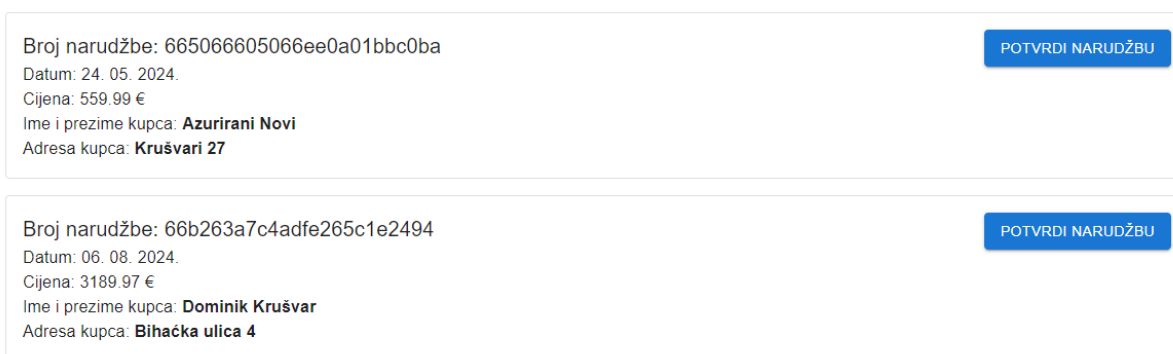 Broj narudžbe: 665066605066ee0a01bbc0ba
POTVRDI NARUDŽBU
Datum: 24. 05. 2024.
Cijena: 559.99 €
Ime i prezime kupca: Azurirani Novi
Adresa kupca: Krušvari 27
Broj narudžbe: 66b263a7c4adfe265c1e2494
POTVRDI NARUDŽBU
Datum: 06. 08. 2024.
Cijena: 3189.97 €
Ime i prezime kupca: Dominik Krušvar
Adresa kupca: Bihaćka ulica 4